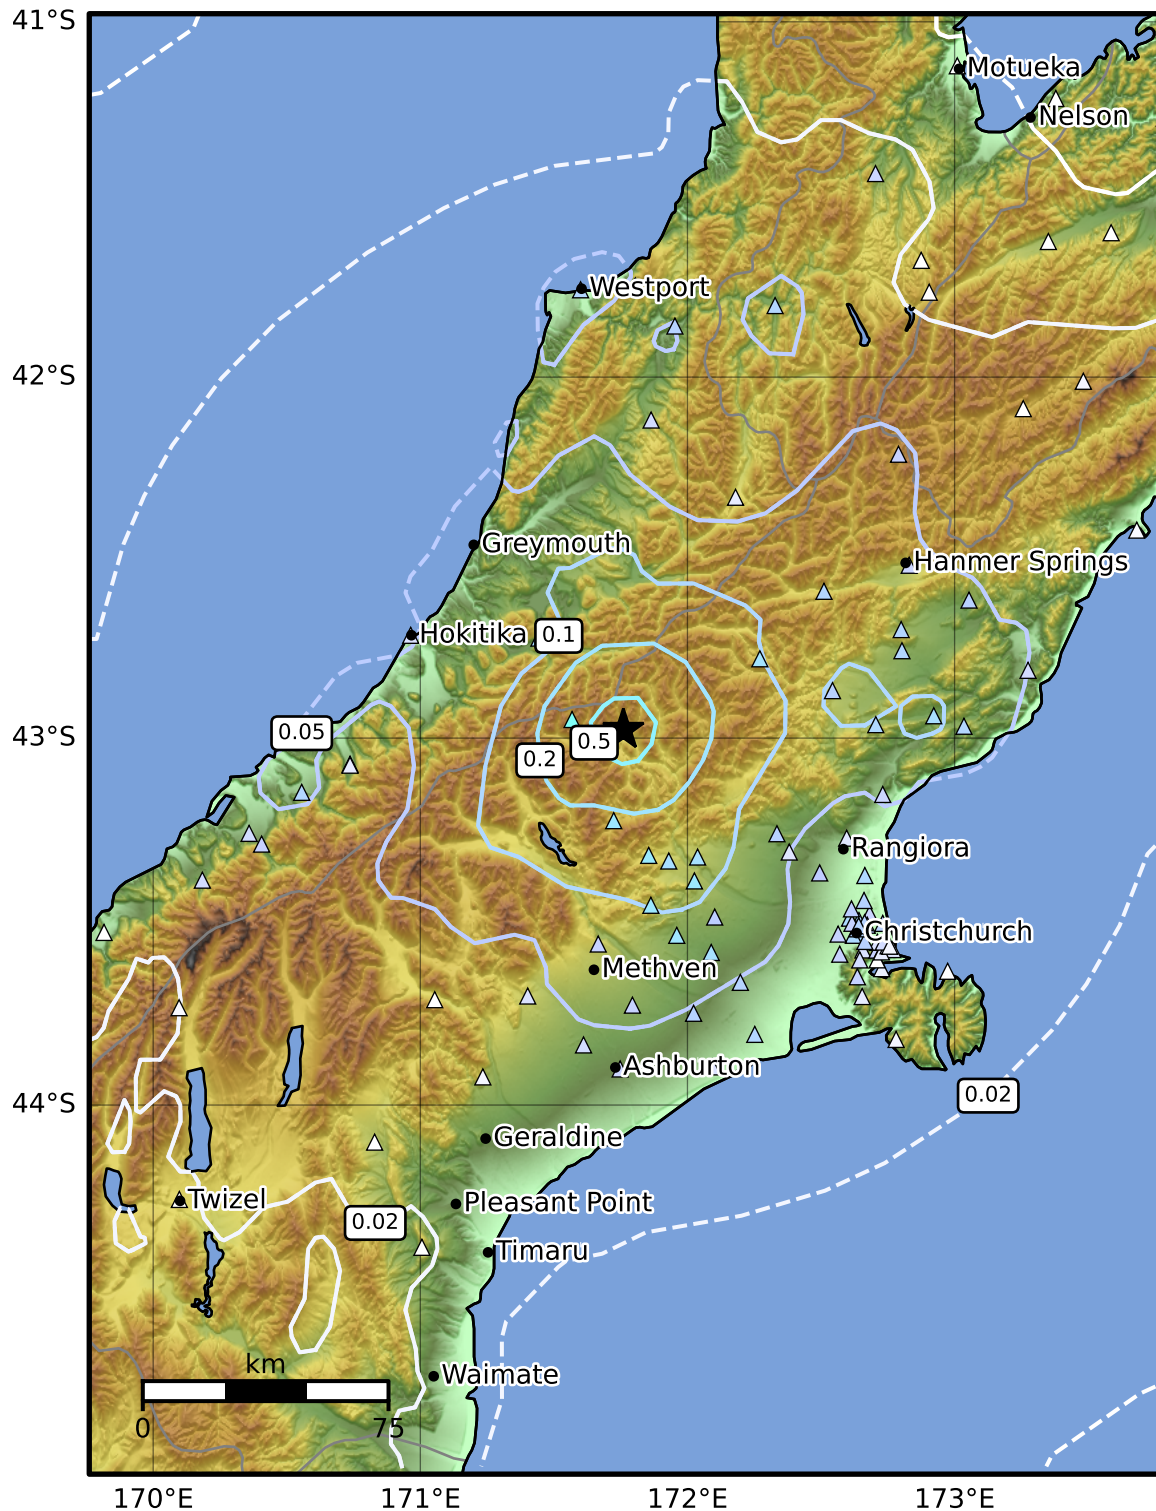 41°S
Motueka
Nelson
Westport
42°S
Greymouth
Hanmer Springs
Hokitika
0.1
0.05
43°S
0.5
0.2
Rangiora
Christchurch
Methven
Ashburton
0.02
44°S
Geraldine
Twizel
Pleasant Point
0.02
Timaru
km
Waimate
0
75
170°E
171°E
172°E
173°E